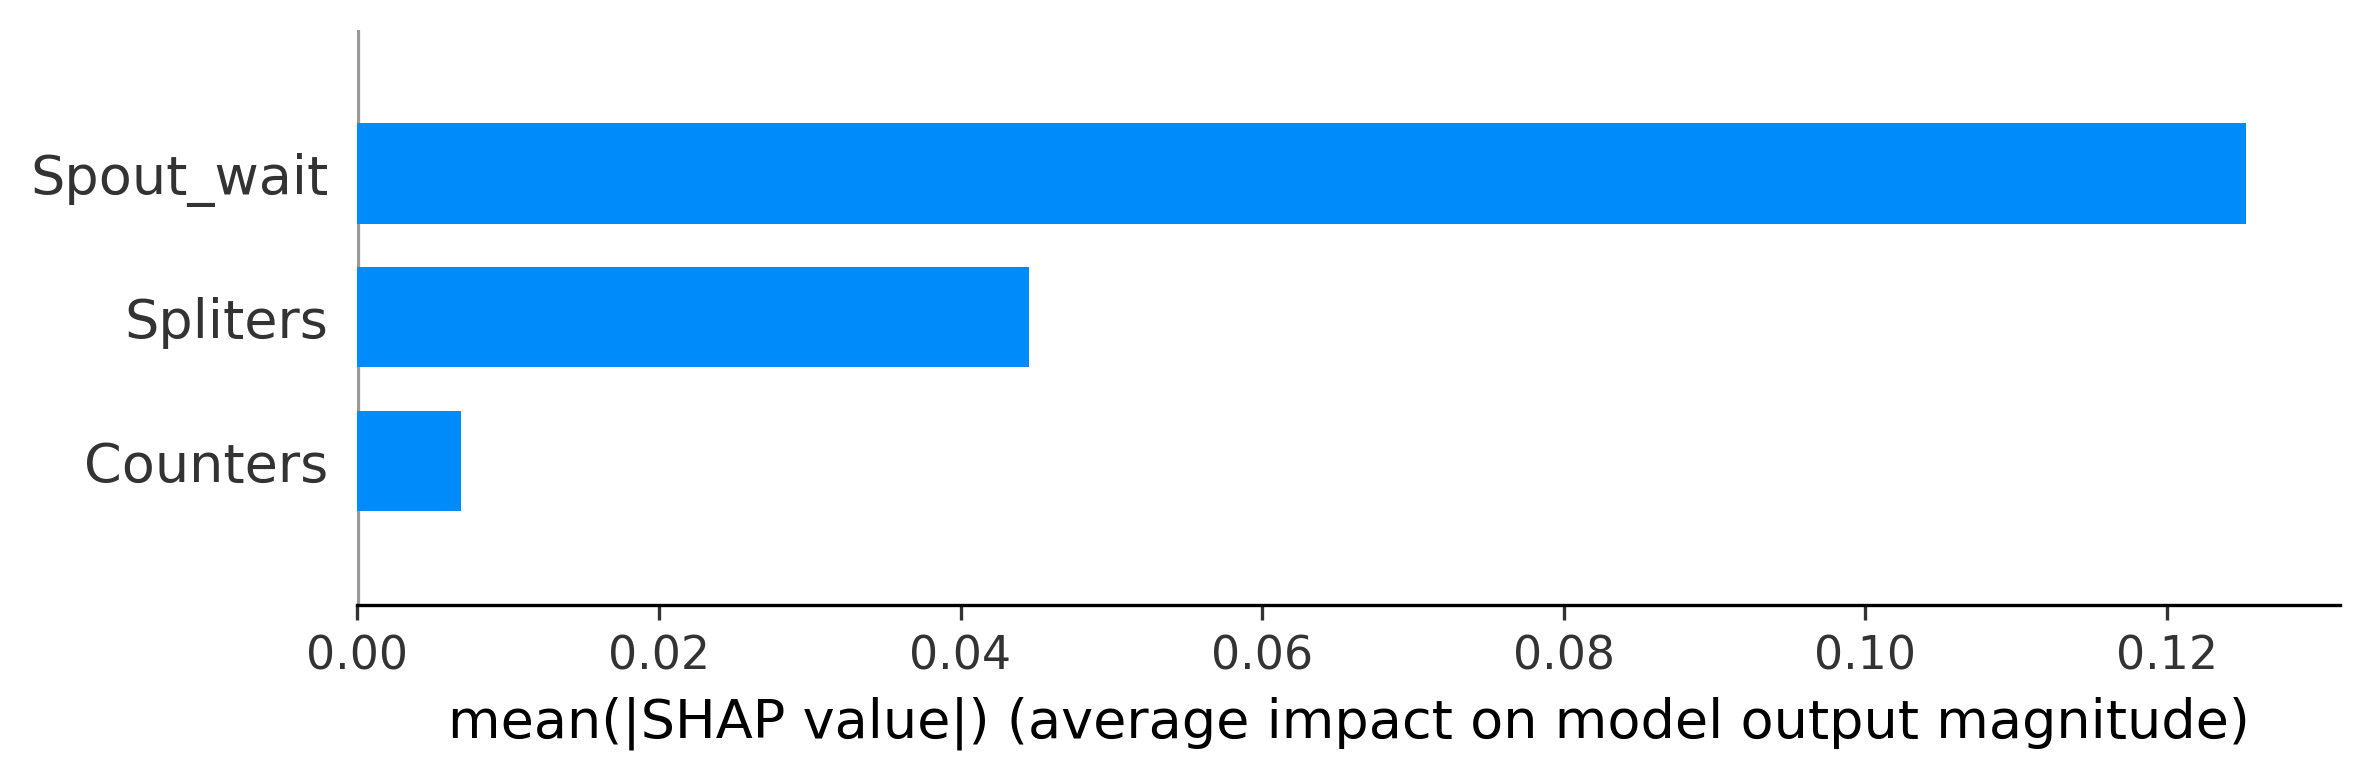 Spout_wait
Spliters
Counters
0.00 0.02 0.04 0.06 0.08 0.10 0.12
mean(|SHAP value|) (average impact on model output magnitude)